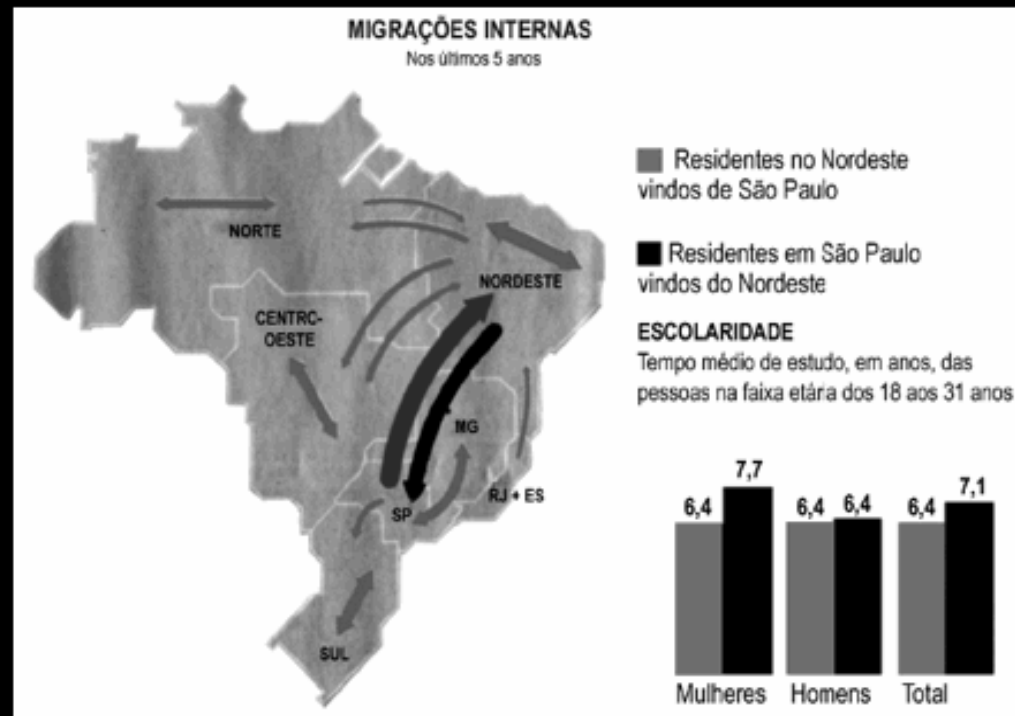 MIGRAÇÕES INTERNAS
Nos últimos 5 anos
NORTE
NORDESTE
CENTRO-
OESTE
MG
RJ + ES
SP
SUL
Residentes no Nordeste
vindos de São Paulo
Residentes em São Paulo
vindos do Nordeste
ESCOLARIDADE
Tempo médio de estudo, em anos, das
pessoas na faixa etária dos 18 aos 31 anos
6,4 7,7 6,4 6,4 6,4 7,1
Mulheres Homens Total